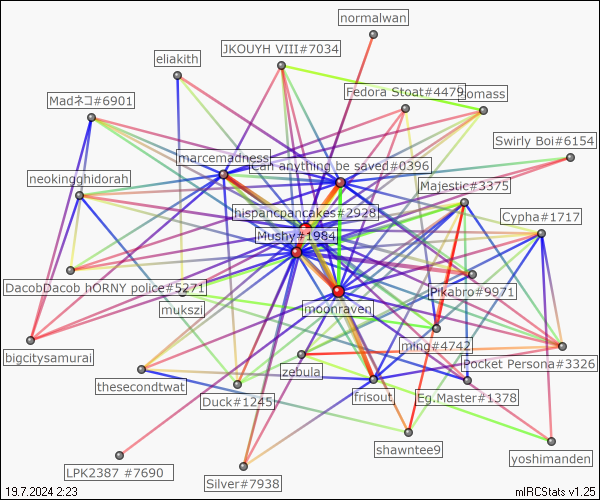 normalwan
JKOUYH VIII#7034
eliakith
Fedora Stoat#4479
Madネコ#6901
Swirly Boi#6154
marcemadness
Can anything be saved#0396
neokingghidorah
Majestic#3375
hispancpancakes#2928
Cypha#1717
Mushy#1984
DacobDacob hORNY police#5271
Pikabro#9971
mukszi
moonraven
ming#4742
bigcitysamurai
Pocket Persona#3326
zebula
thesecondtwat
frisout
Eg.Master#1378
Duck#1245
shawntee9
yoshimanden
LPK2387 #7690
Silver#7938
19.7.2024 2:23
mIRCStats v1.25